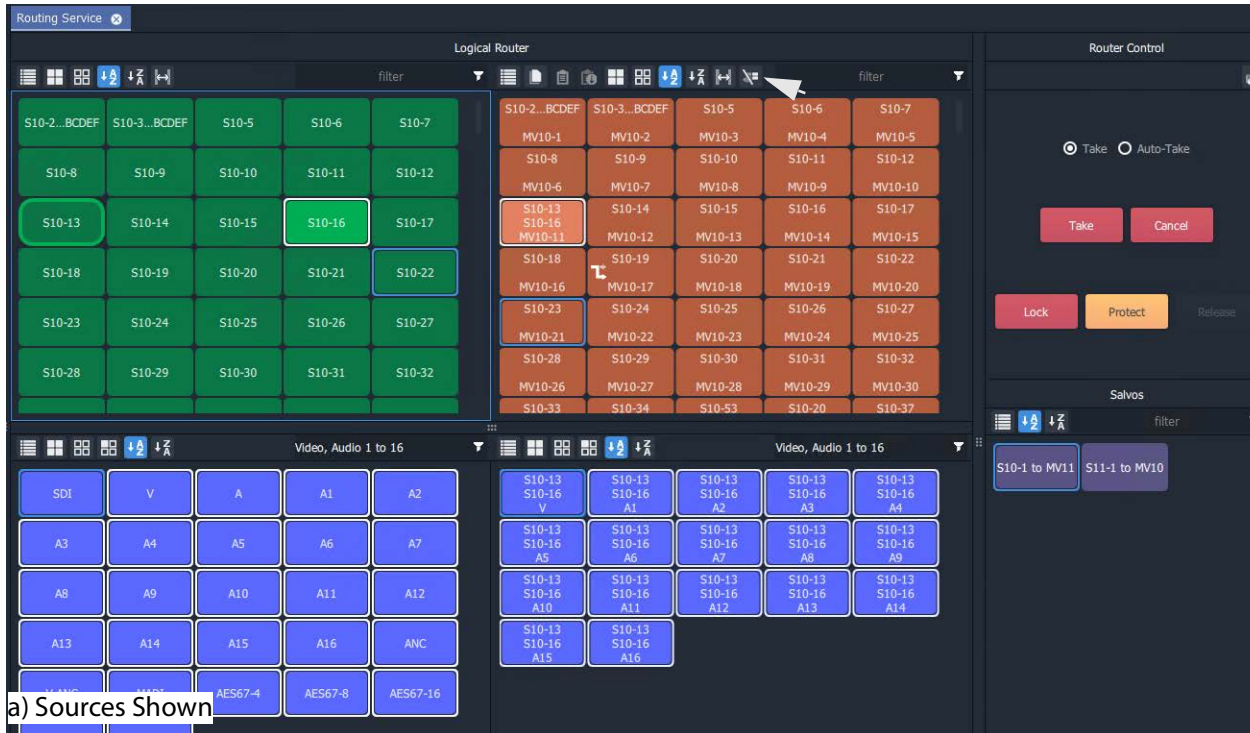 Routing Service
Logical Router
Router Control
filter
filter
S10-2...BCDEF S10-3...BCDEF S10-5 S10-6 S10-7
S10-8 S10-9 S10-10 S10-11 S10-12
S10-13 S10-14 S10-15 S10-16 S10-17
S10-18 S10-19 S10-20 S10-21 S10-22
S10-23 S10-24 S10-25 S10-26 S10-27
S10-28 S10-29 S10-30 S10-31 S10-32
S10-2...BCDEF S10-3...BCDEF S10-5 S10-6 S10-7
MV10-1 MV10-2 MV10-3 MV10-4 MV10-5
S10-8 S10-9 S10-10 S10-11 S10-12
MV10-6 MV10-7 MV10-8 MV10-9 MV10-10
S10-13 S10-14 S10-15 S10-16 S10-17
S10-16
MV10-11 MV10-12 MV10-13 MV10-14 MV10-15
S10-18 S10-19 S10-20 S10-21 S10-22
MV10-16 MV10-17 MV10-18 MV10-19 MV10-20
S10-23 S10-24 S10-25 S10-26 S10-27
MV10-21 MV10-22 MV10-23 MV10-24 MV10-25
S10-28 S10-29 S10-30 S10-31 S10-32
MV10-26 MV10-27 MV10-28 MV10-29 MV10-30
S10-33 S10-34 S10-53 S10-20 S10-37
Take Auto-Take
Take Cancel
Lock Protect Release
Salvos
filter
S10-1 to MV11 S11-1 to MV10
Video, Audio 1 to 16
SDI V A A1 A2
A3 A4 A5 A6 A7
A8 A9 A10 A11 A12
A13 A14 A15 A16 ANC
AES67-4 AES67-8 AES67-16
Video, Audio 1 to 16
S10-13 S10-13 S10-13 S10-13 S10-13
S10-16 S10-16 S10-16 S10-16 S10-16
V A1 A2 A3 A4
S10-13 S10-13 S10-13 S10-13 S10-13
S10-16 S10-16 S10-16 S10-16 S10-16
A5 A6 A7 A8 A9
S10-13 S10-13 S10-13 S10-13 S10-13
S10-16 S10-16 S10-16 S10-16 S10-16
A10 A11 A12 A13 A14
S10-13 S10-13
S10-16 S10-16
A15 A16
a) Sources Shown